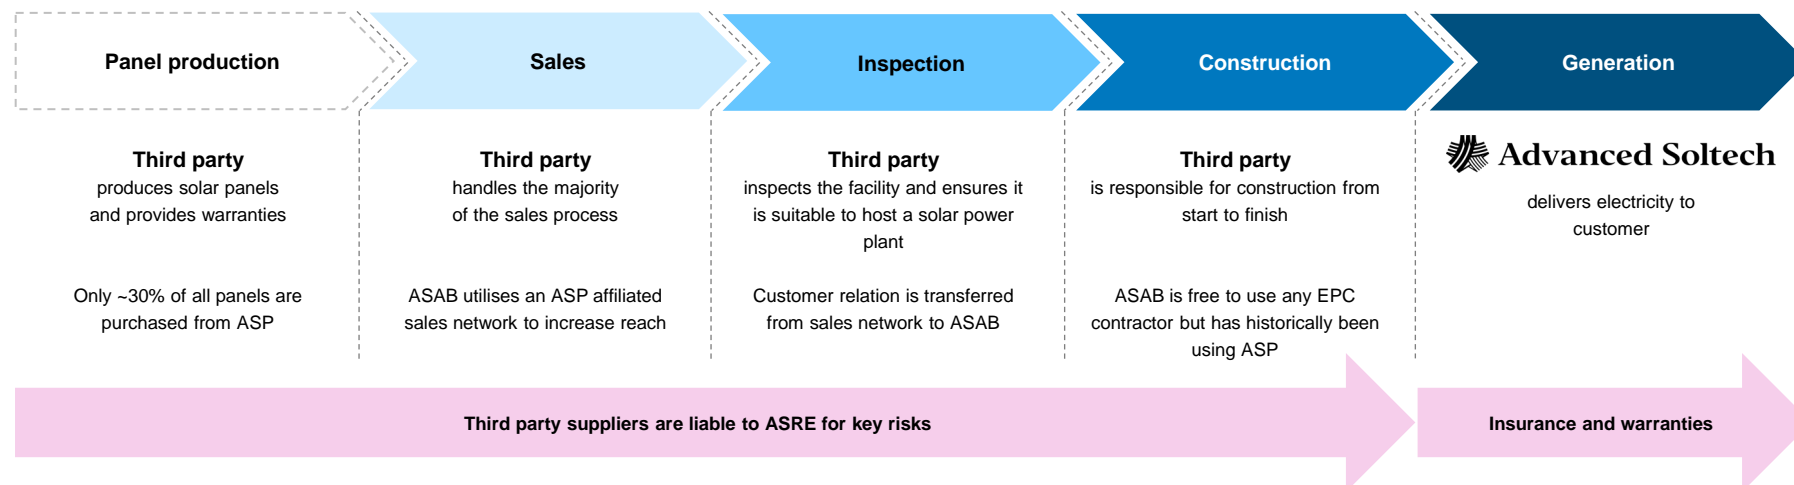 Panel production
Sales
Inspection
Construction
Generation
Third party
produces solar panels
and provides warranties
Only ~30% of all panels are
purchased from ASP
Third party
handles the majority
of the sales process
ASAB utilises an ASP affiliated
sales network to increase reach
Third party
inspects the facility and ensures it
is suitable to host a solar power
plant
Customer relation is transferred
from sales network to ASAB
Third party
is responsible for construction from
start to finish
ASAB is free to use any EPC
contractor but has historically been
using ASP
Advanced Soltech
delivers electricity to
customer
Third party suppliers are liable to ASRE for key risks
Insurance and warranties